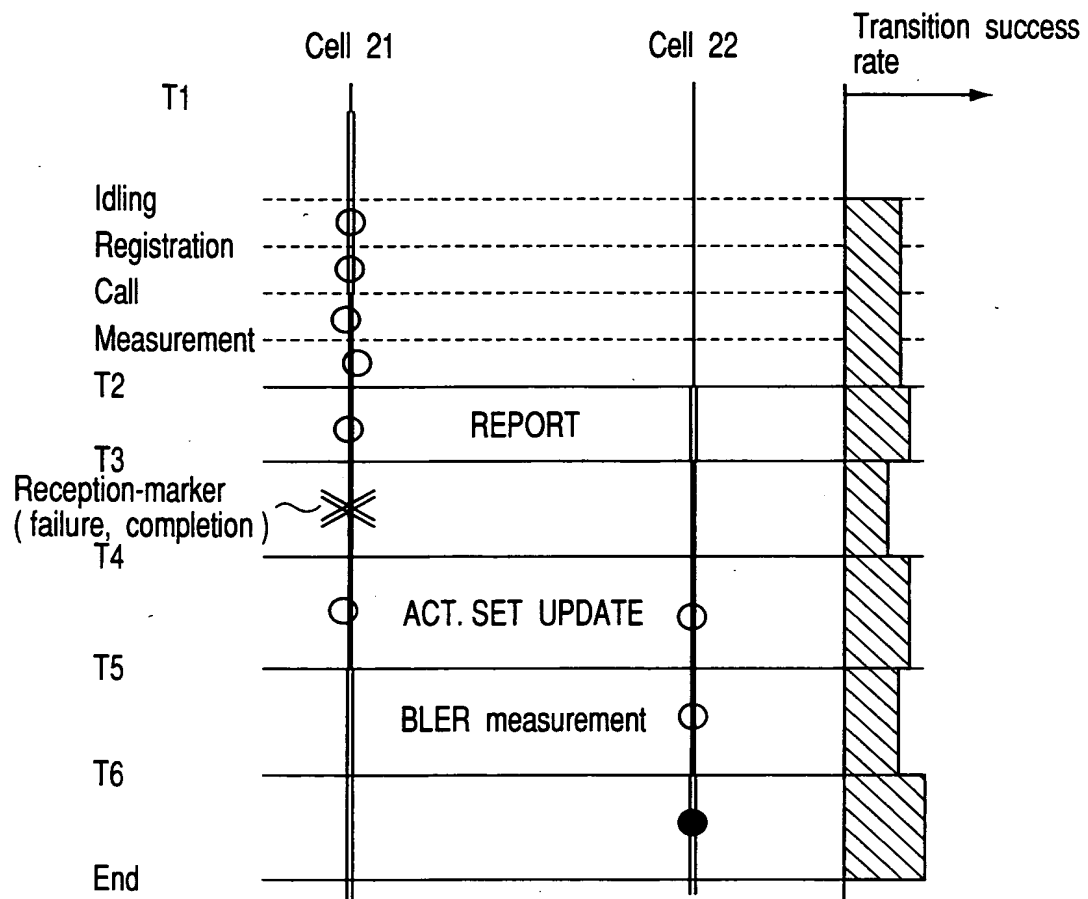 Cell 21
Cell 22
Transition success
rate
T1
Idling
Registration
Call
Measurement
T2
REPORT
T3
Reception-marker
( failure, completion )
T4
ACT. SET UPDATE
T5
BLER measurement
T6
End